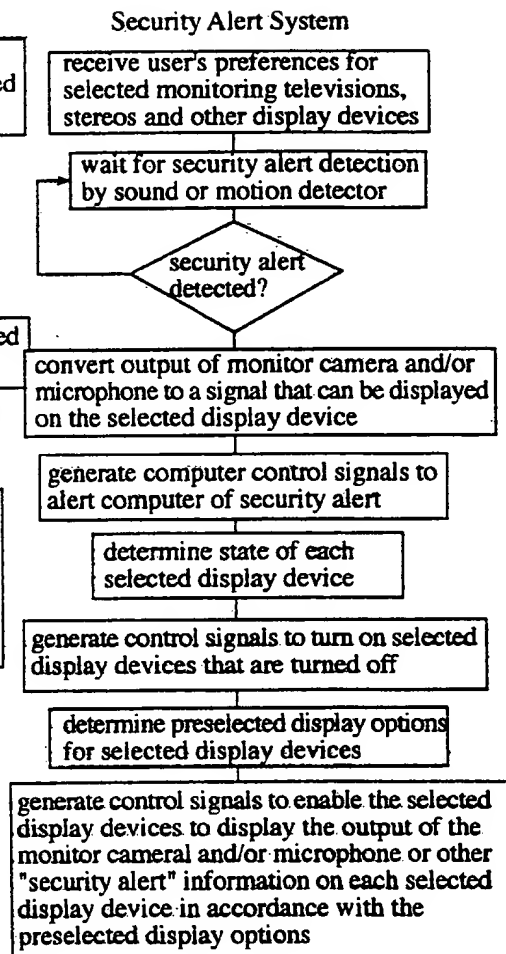 Security Alert System
ed
receive user's preferences for
selected monitoring televisions,
stereos and other display devices
wait for security alert detection
by sound or motion detector
security alert
detected?
ed
convert output of monitor camera and/or
microphone to a signal that can be displayed
on the selected display device
generate computer control signals to
alert computer of security alert
determine state of each
selected display device
generate control signals to turn on selected
display devices that are turned off
determine preselected display options
for selected display devices
generate control signals to enable the selected
display devices to display the output of the
monitor cameral and/or microphone or other
"security alert" information on each selected
display device in accordance with the
preselected display options